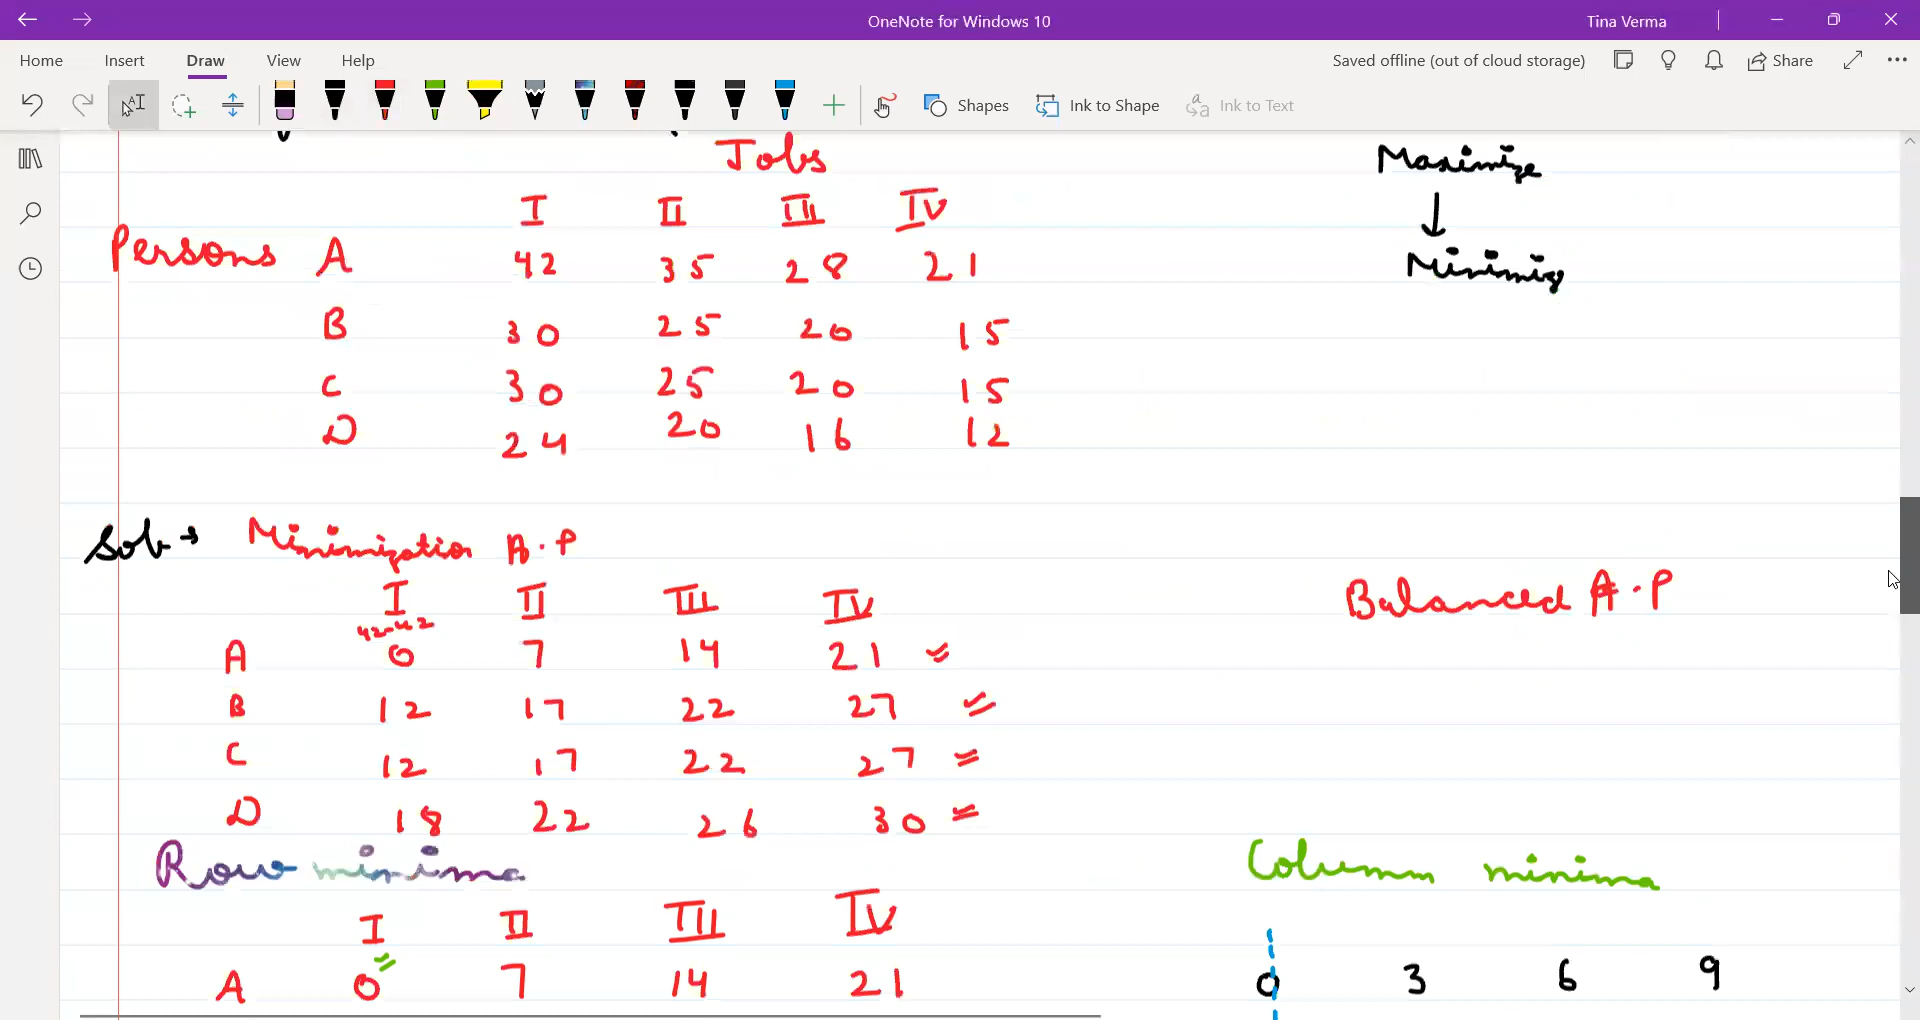 OneNote for Windows 10
Tina Verma
Home Insert Draw View Help
Saved offline (out of cloud storage) Share
Shapes Ink to Shape Ink to Text
Jobs
I II III IV
Persons A 42 35 28 21
B 30 25 20 15
C 30 25 20 15
D 24 20 16 12
Maximize
↓
Minimize
Sol → Minimization A.P
Balanced A.P
I II III IV
42-42
A 0 7 14 21
B 12 17 22 27
C 12 17 22 27
D 18 22 26 30
Row minima
Column minima
I II III IV
A 0 7 14 21
0 3 6 9